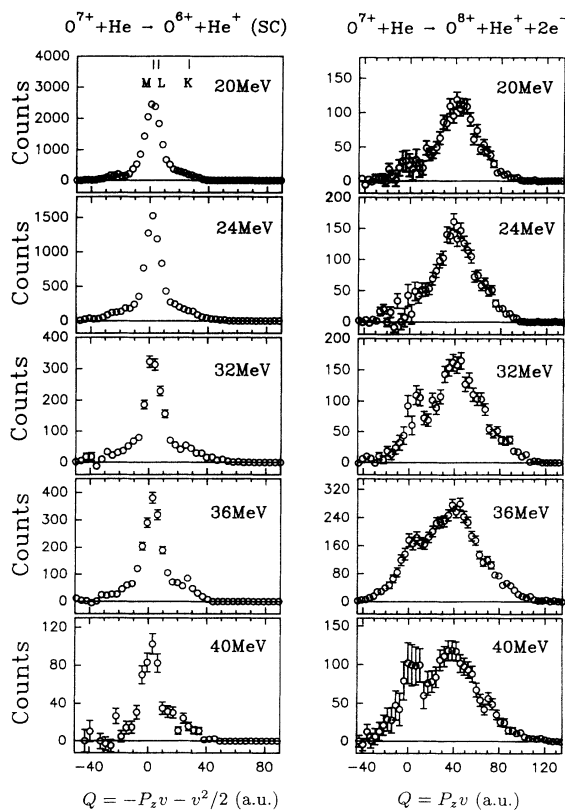 O⁷⁺+He → O⁶⁺+He⁺ (SC)
O⁷⁺+He → O⁸⁺+He⁺+2e⁻
4000
3000
2000
1000
0
Counts
M L K
20MeV
150
100
50
0
20MeV
1500
1000
500
0
Counts
24MeV
200
150
100
50
0
24MeV
400
300
200
100
0
Counts
32MeV
200
150
100
50
0
32MeV
400
300
200
100
0
Counts
36MeV
320
240
160
80
0
36MeV
120
80
40
0
Counts
40MeV
200
150
100
50
0
40MeV
-40 0 40 80
-40 0 40 80 120
Q = −P_z v − v²/2 (a.u.)
Q = P_z v (a.u.)